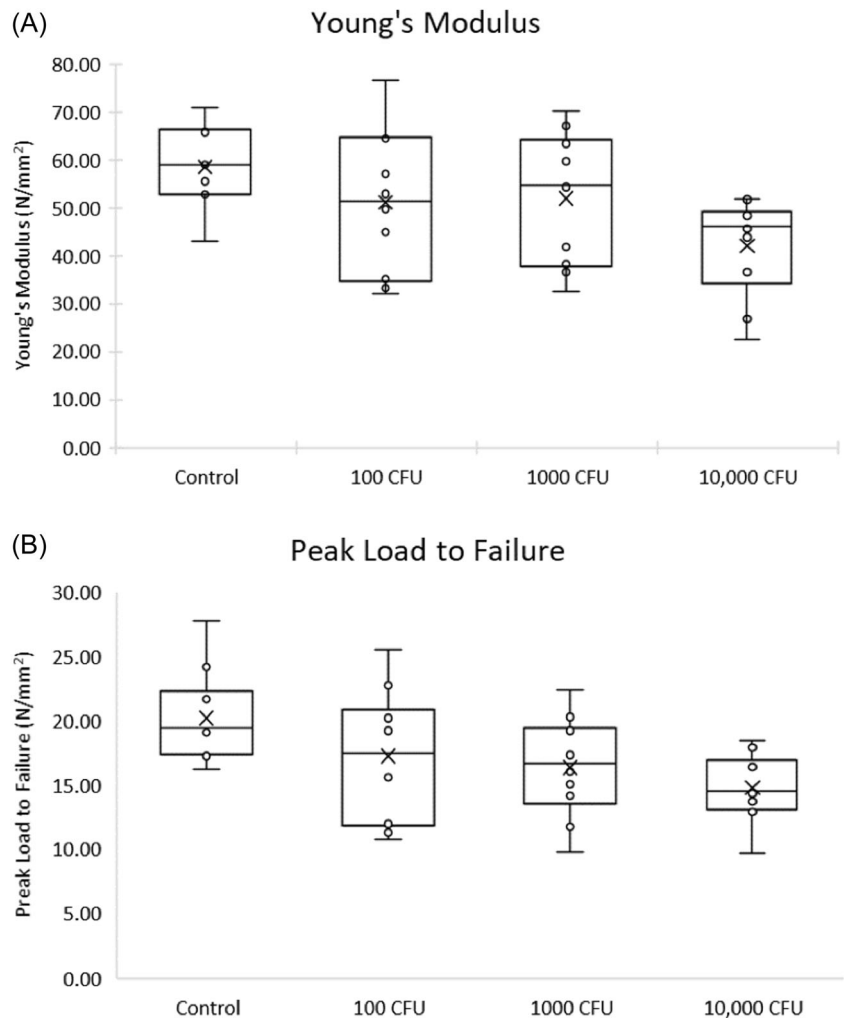 (A)
Young's Modulus
Young's Modulus (N/mm²)
80.00
70.00
60.00
50.00
40.00
30.00
20.00
10.00
0.00
Control 100 CFU 1000 CFU 10,000 CFU
(B)
Peak Load to Failure
Preak Load to Failure (N/mm²)
30.00
25.00
20.00
15.00
10.00
5.00
0.00
Control 100 CFU 1000 CFU 10,000 CFU